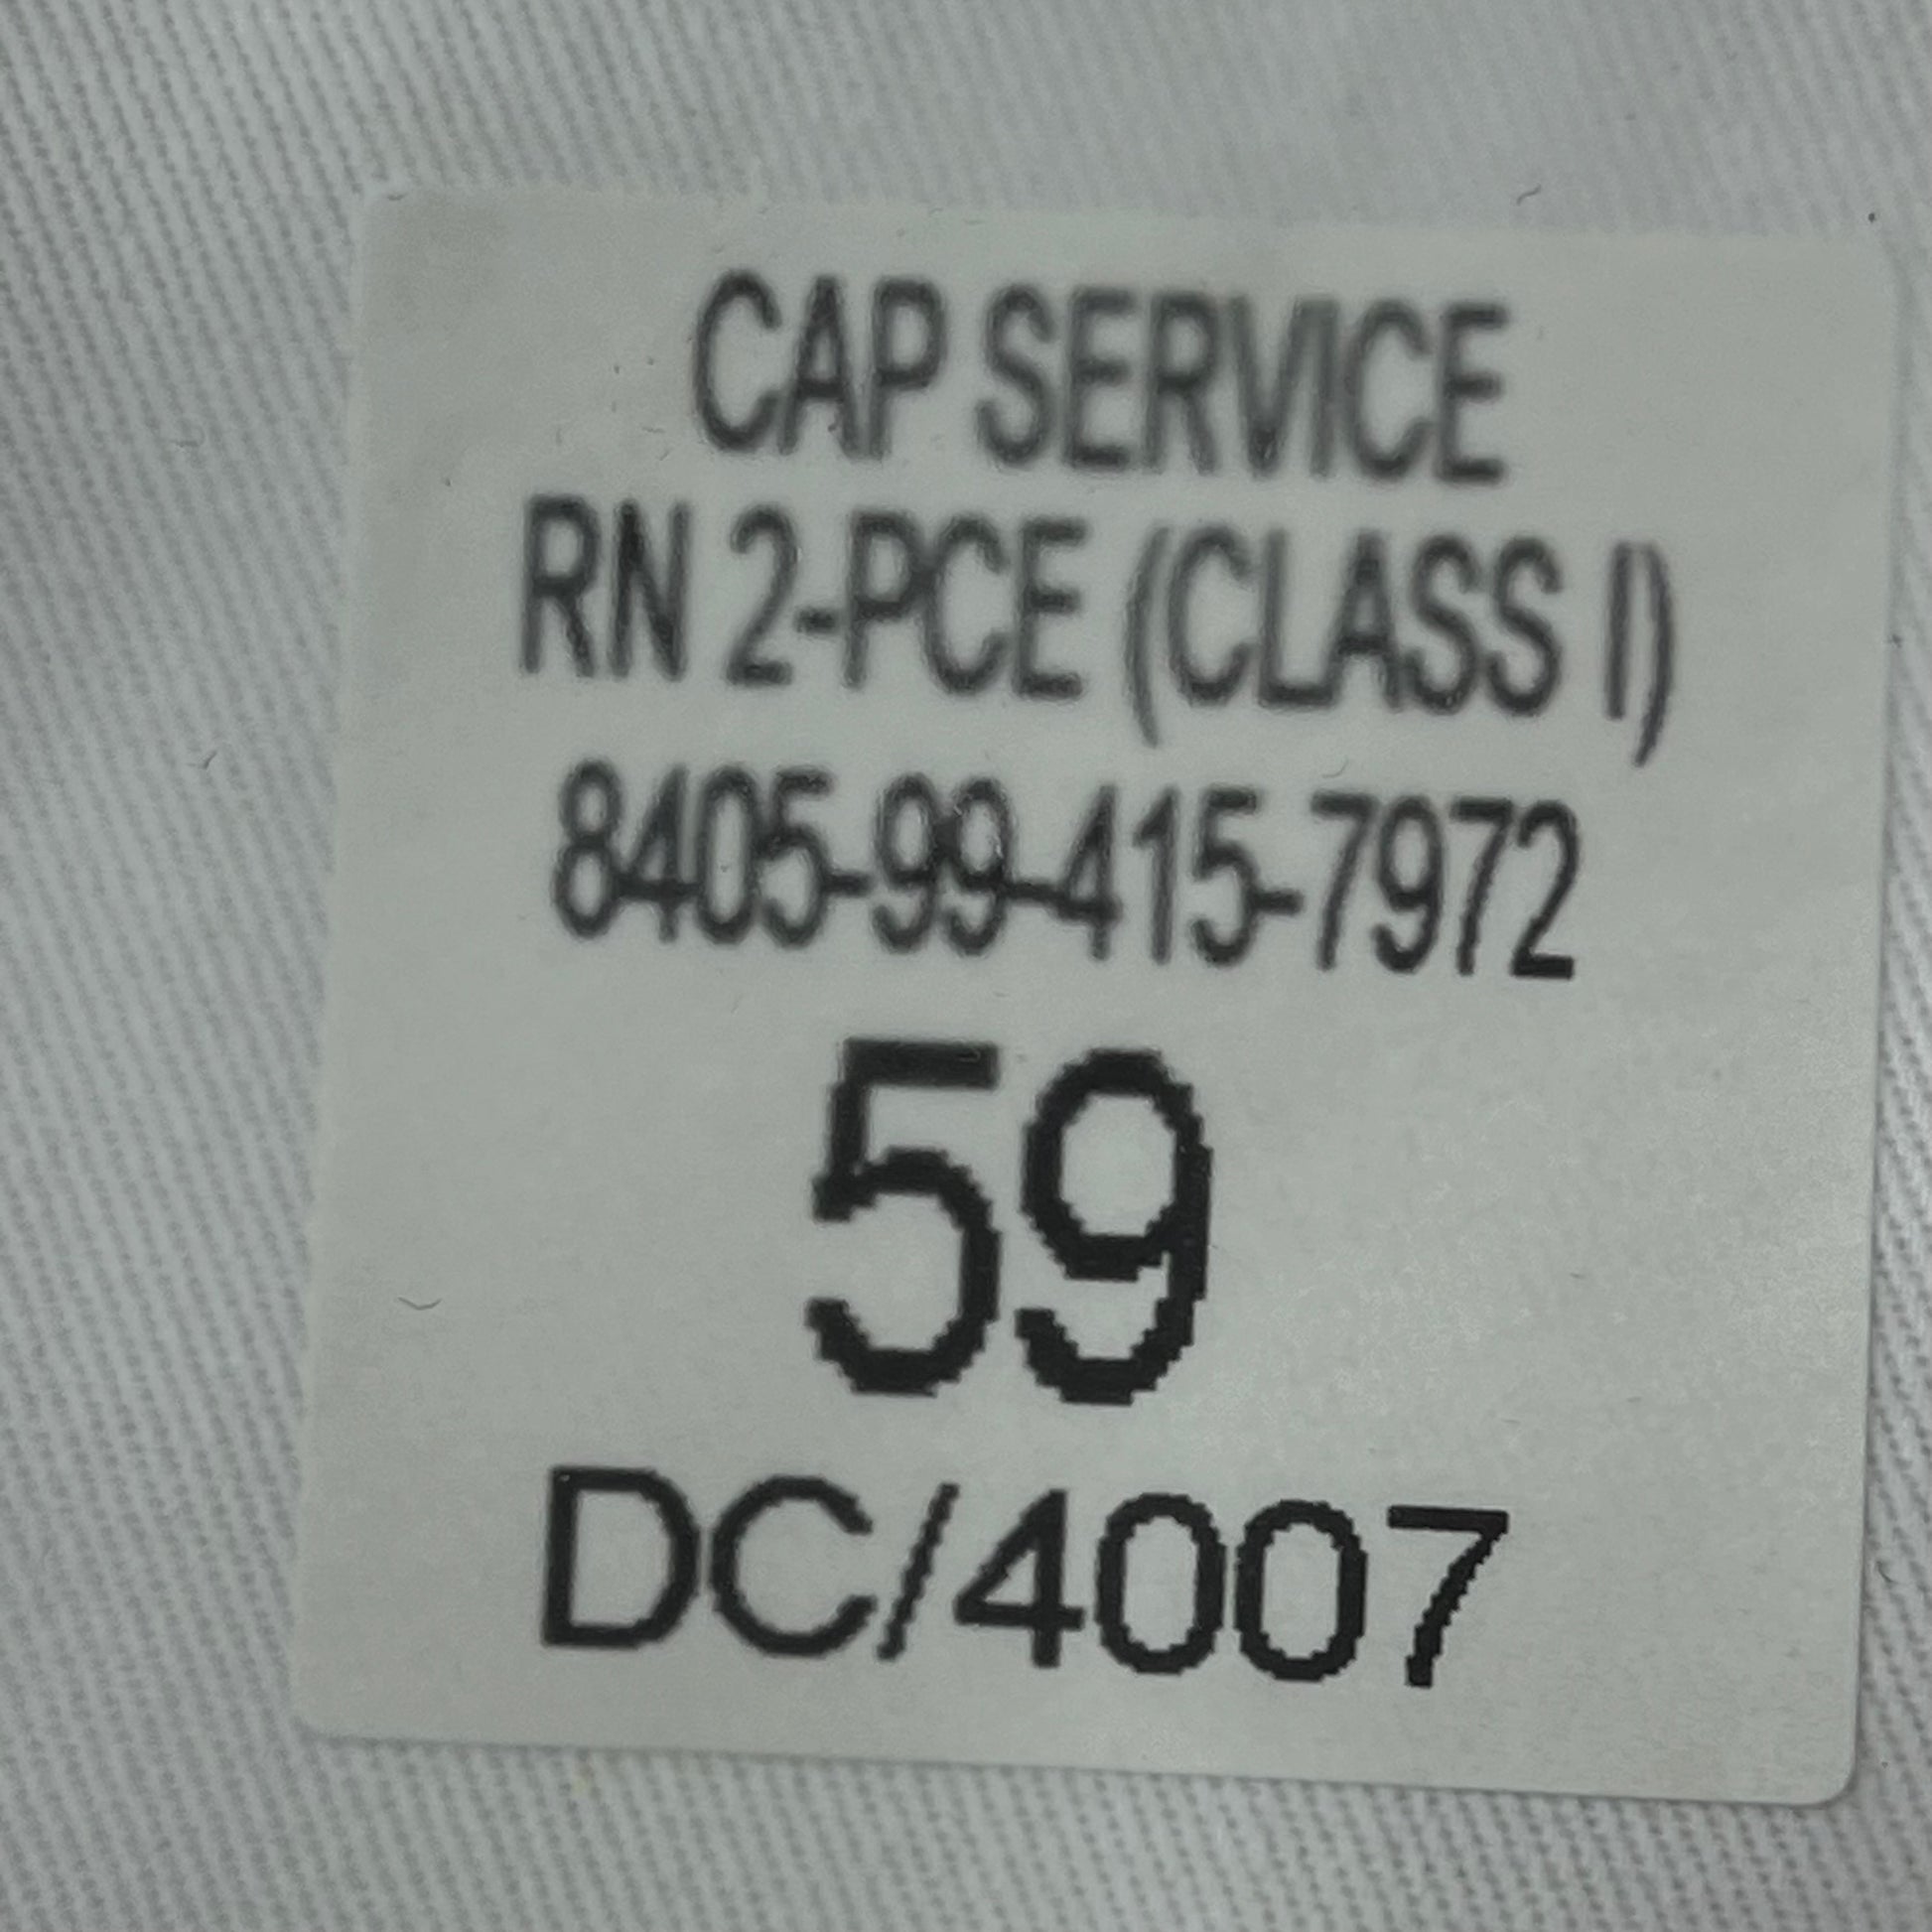 CAP SERVICE
RN 2-PCE (CLASS I)
8405-99-415-7972
59
DC/4007